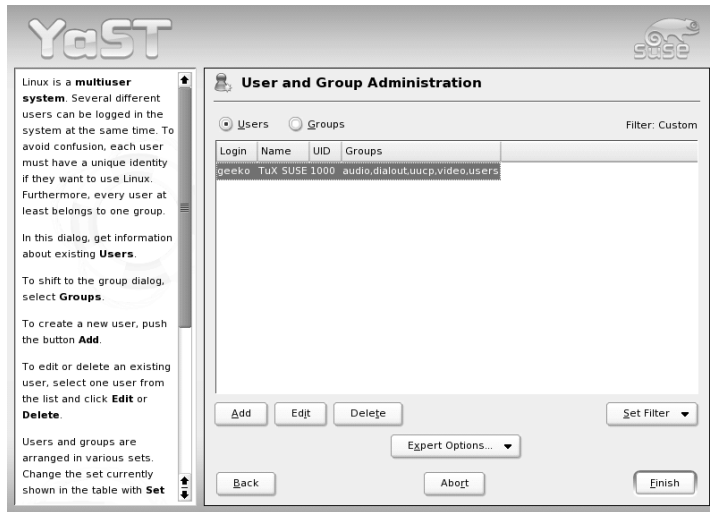 YaST
SUSE
Linux is a multiuser
system. Several different
users can be logged in the
system at the same time. To
avoid confusion, each user
must have a unique identity
if they want to use Linux.
Furthermore, every user at
least belongs to one group.
In this dialog, get information
about existing Users.
To shift to the group dialog,
select Groups.
To create a new user, push
the button Add.
To edit or delete an existing
user, select one user from
the list and click Edit or
Delete.
Users and groups are
arranged in various sets.
Change the set currently
shown in the table with Set
User and Group Administration
Users Groups Filter: Custom
Login Name UID Groups
geeko TuX SUSE 1000 audio,dialout,uucp,video,users
Add Edit Delete Set Filter
Expert Options...
Back Abort Finish